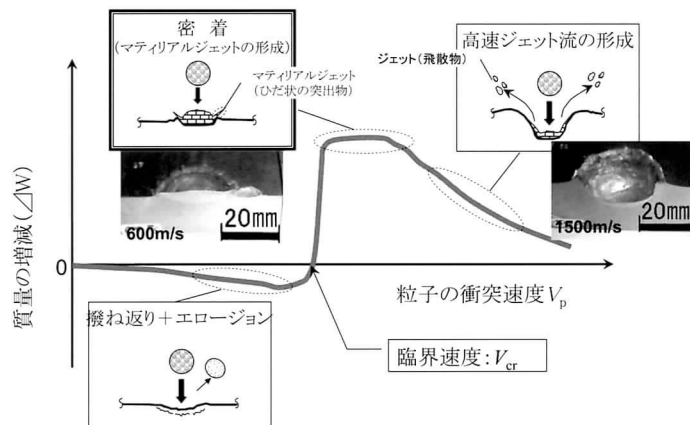 密着
(マティリアルジェットの形成)
マティリアルジェット
(ひだ状の突出物)
高速ジェット流の形成
ジェット(飛散物)
20mm
600m/s
20mm
1500m/s
質量の増減(⊿W)
0
粒子の衝突速度Vp
撥ね返り+エロージョン
臨界速度:Vcr